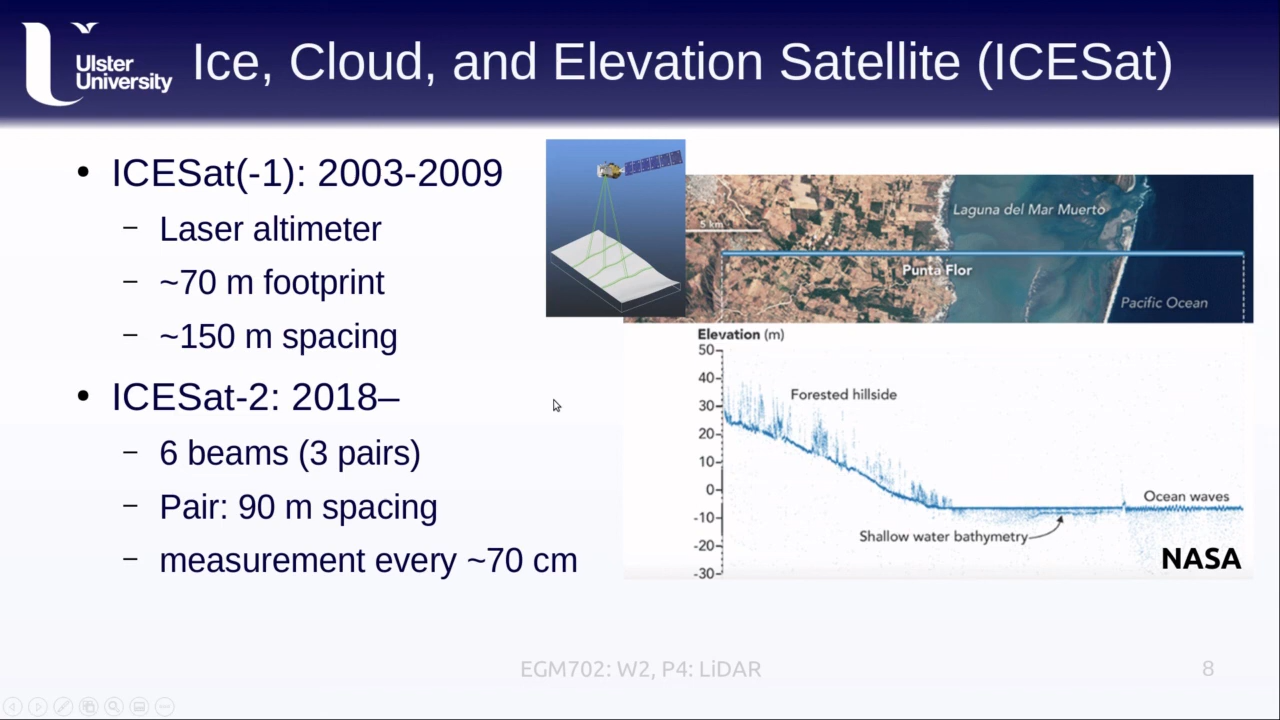 Ulster
University
Ice, Cloud, and Elevation Satellite (ICESat)
• ICESat(-1): 2003-2009
– Laser altimeter
– ~70 m footprint
– ~150 m spacing
• ICESat-2: 2018–
– 6 beams (3 pairs)
– Pair: 90 m spacing
– measurement every ~70 cm
Laguna del Mar Muerto
5 km
Punta Flor
Pacific Ocean
Elevation (m)
50
40
Forested hillside
30
20
10
0
Ocean waves
-10
Shallow water bathymetry
-20
NASA
-30
EGM702: W2, P4: LiDAR
8